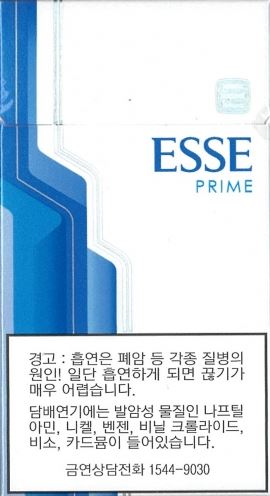 ESSE
PRIME
경고 : 흡연은 폐암 등 각종 질병의
원인! 일단 흡연하게 되면 끊기가
매우 어렵습니다.
담배연기에는 발암성 물질인 나프틸
아민, 니켈, 벤젠, 비닐 크롤라이드,
비소, 카드뮴이 들어있습니다.
금연상담전화 1544-9030